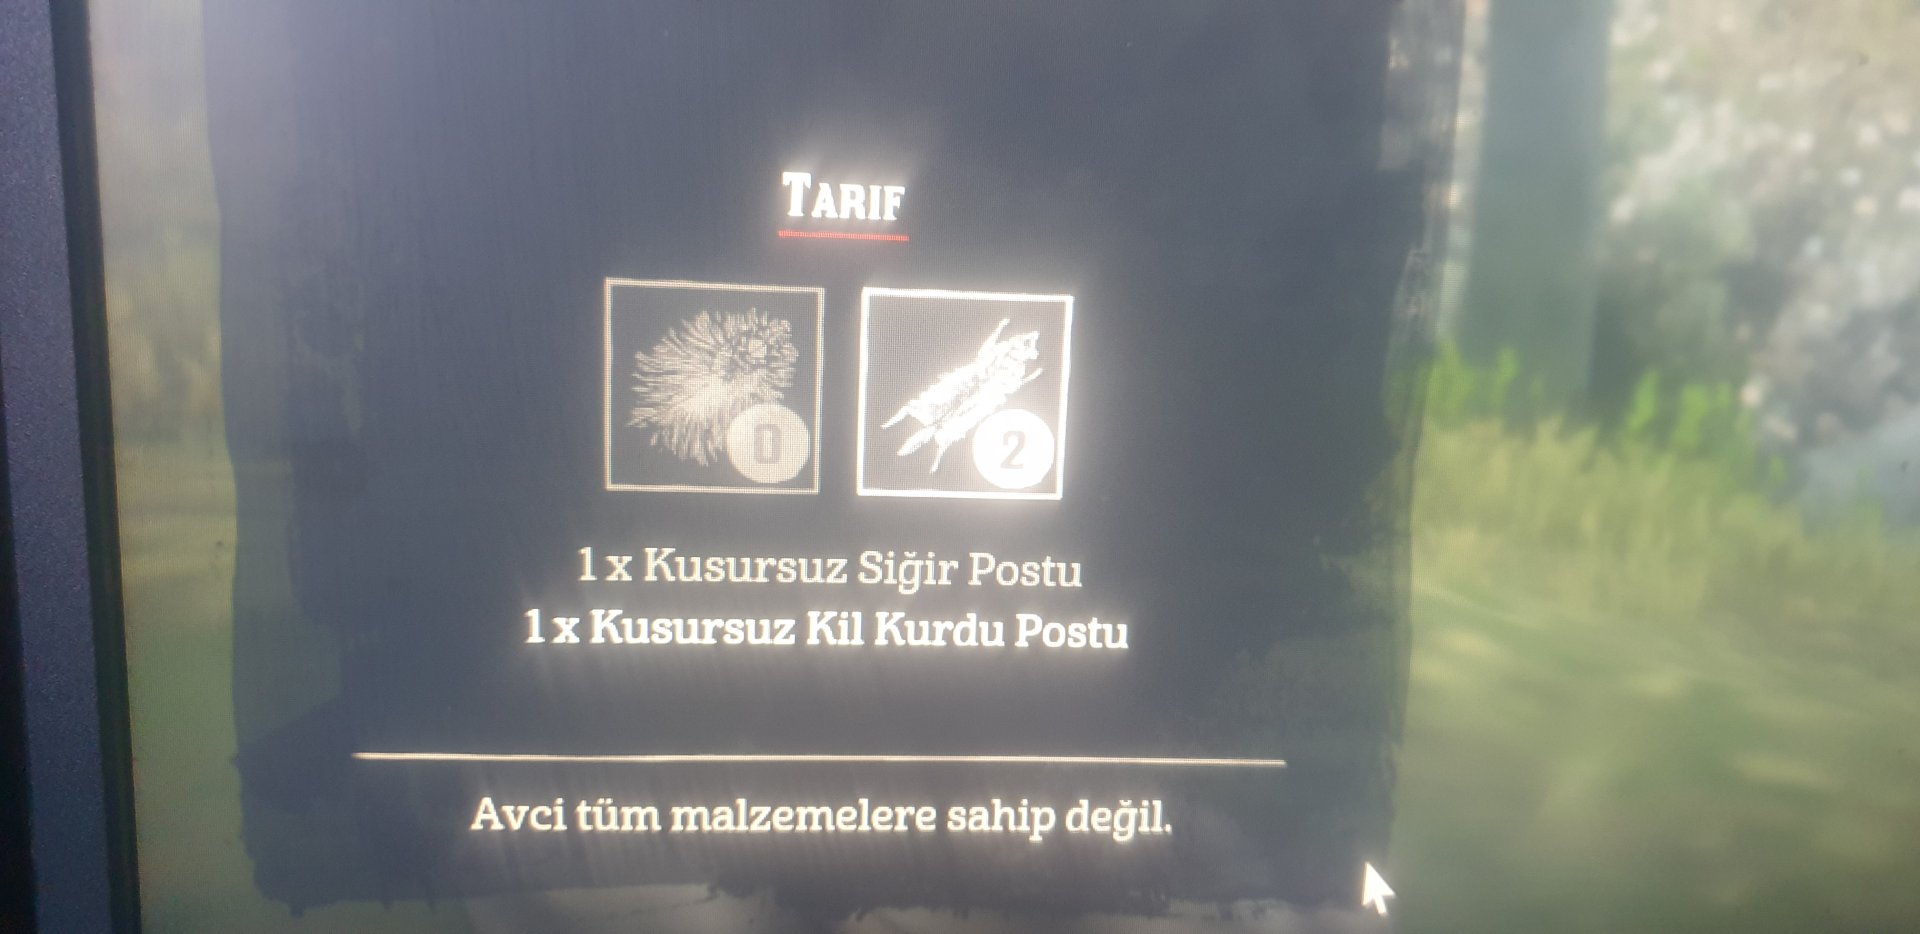 TARIF
0
2
1 x Kusursuz Siğir Postu
1 x Kusursuz Kil Kurdu Postu
Avci tüm malzemelere sahip değil.